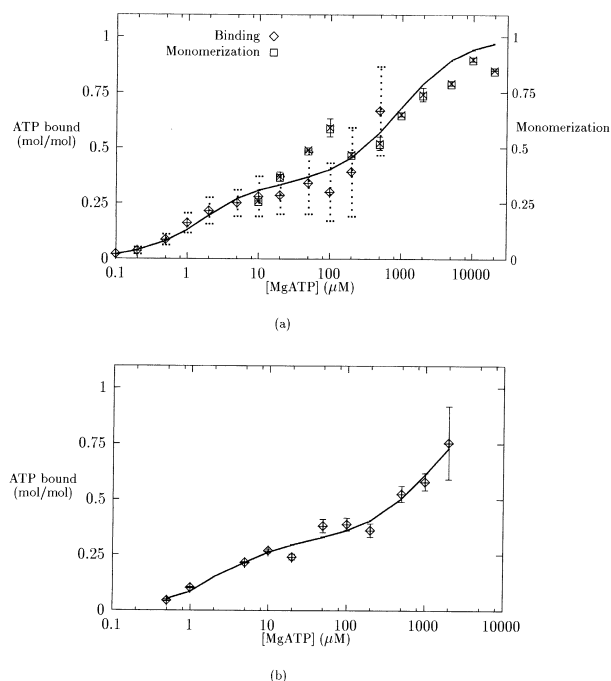 Binding
Monomerization
1
0.75
0.5
0.25
0
ATP bound
(mol/mol)
1
0.75
0.5
0.25
0
Monomerization
0.1 1 10 100 1000 10000
[MgATP] (μM)
(a)
1
0.75
0.5
0.25
0
ATP bound
(mol/mol)
0.1 1 10 100 1000 10000
[MgATP] (μM)
(b)